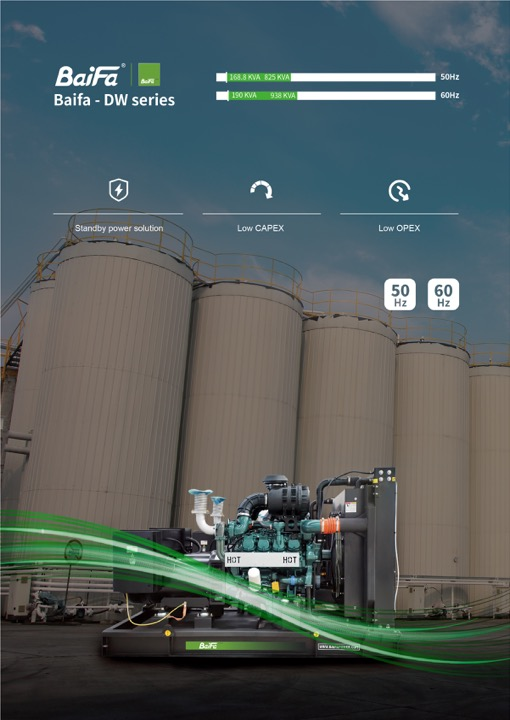 BaiFa® BaiFa
Baifa - DW series
168.8 KVA 825 KVA 50Hz
190 KVA 938 KVA 60Hz
Standby power solution Low CAPEX Low OPEX
50 Hz 60 Hz
HOT HOT
BaiFa